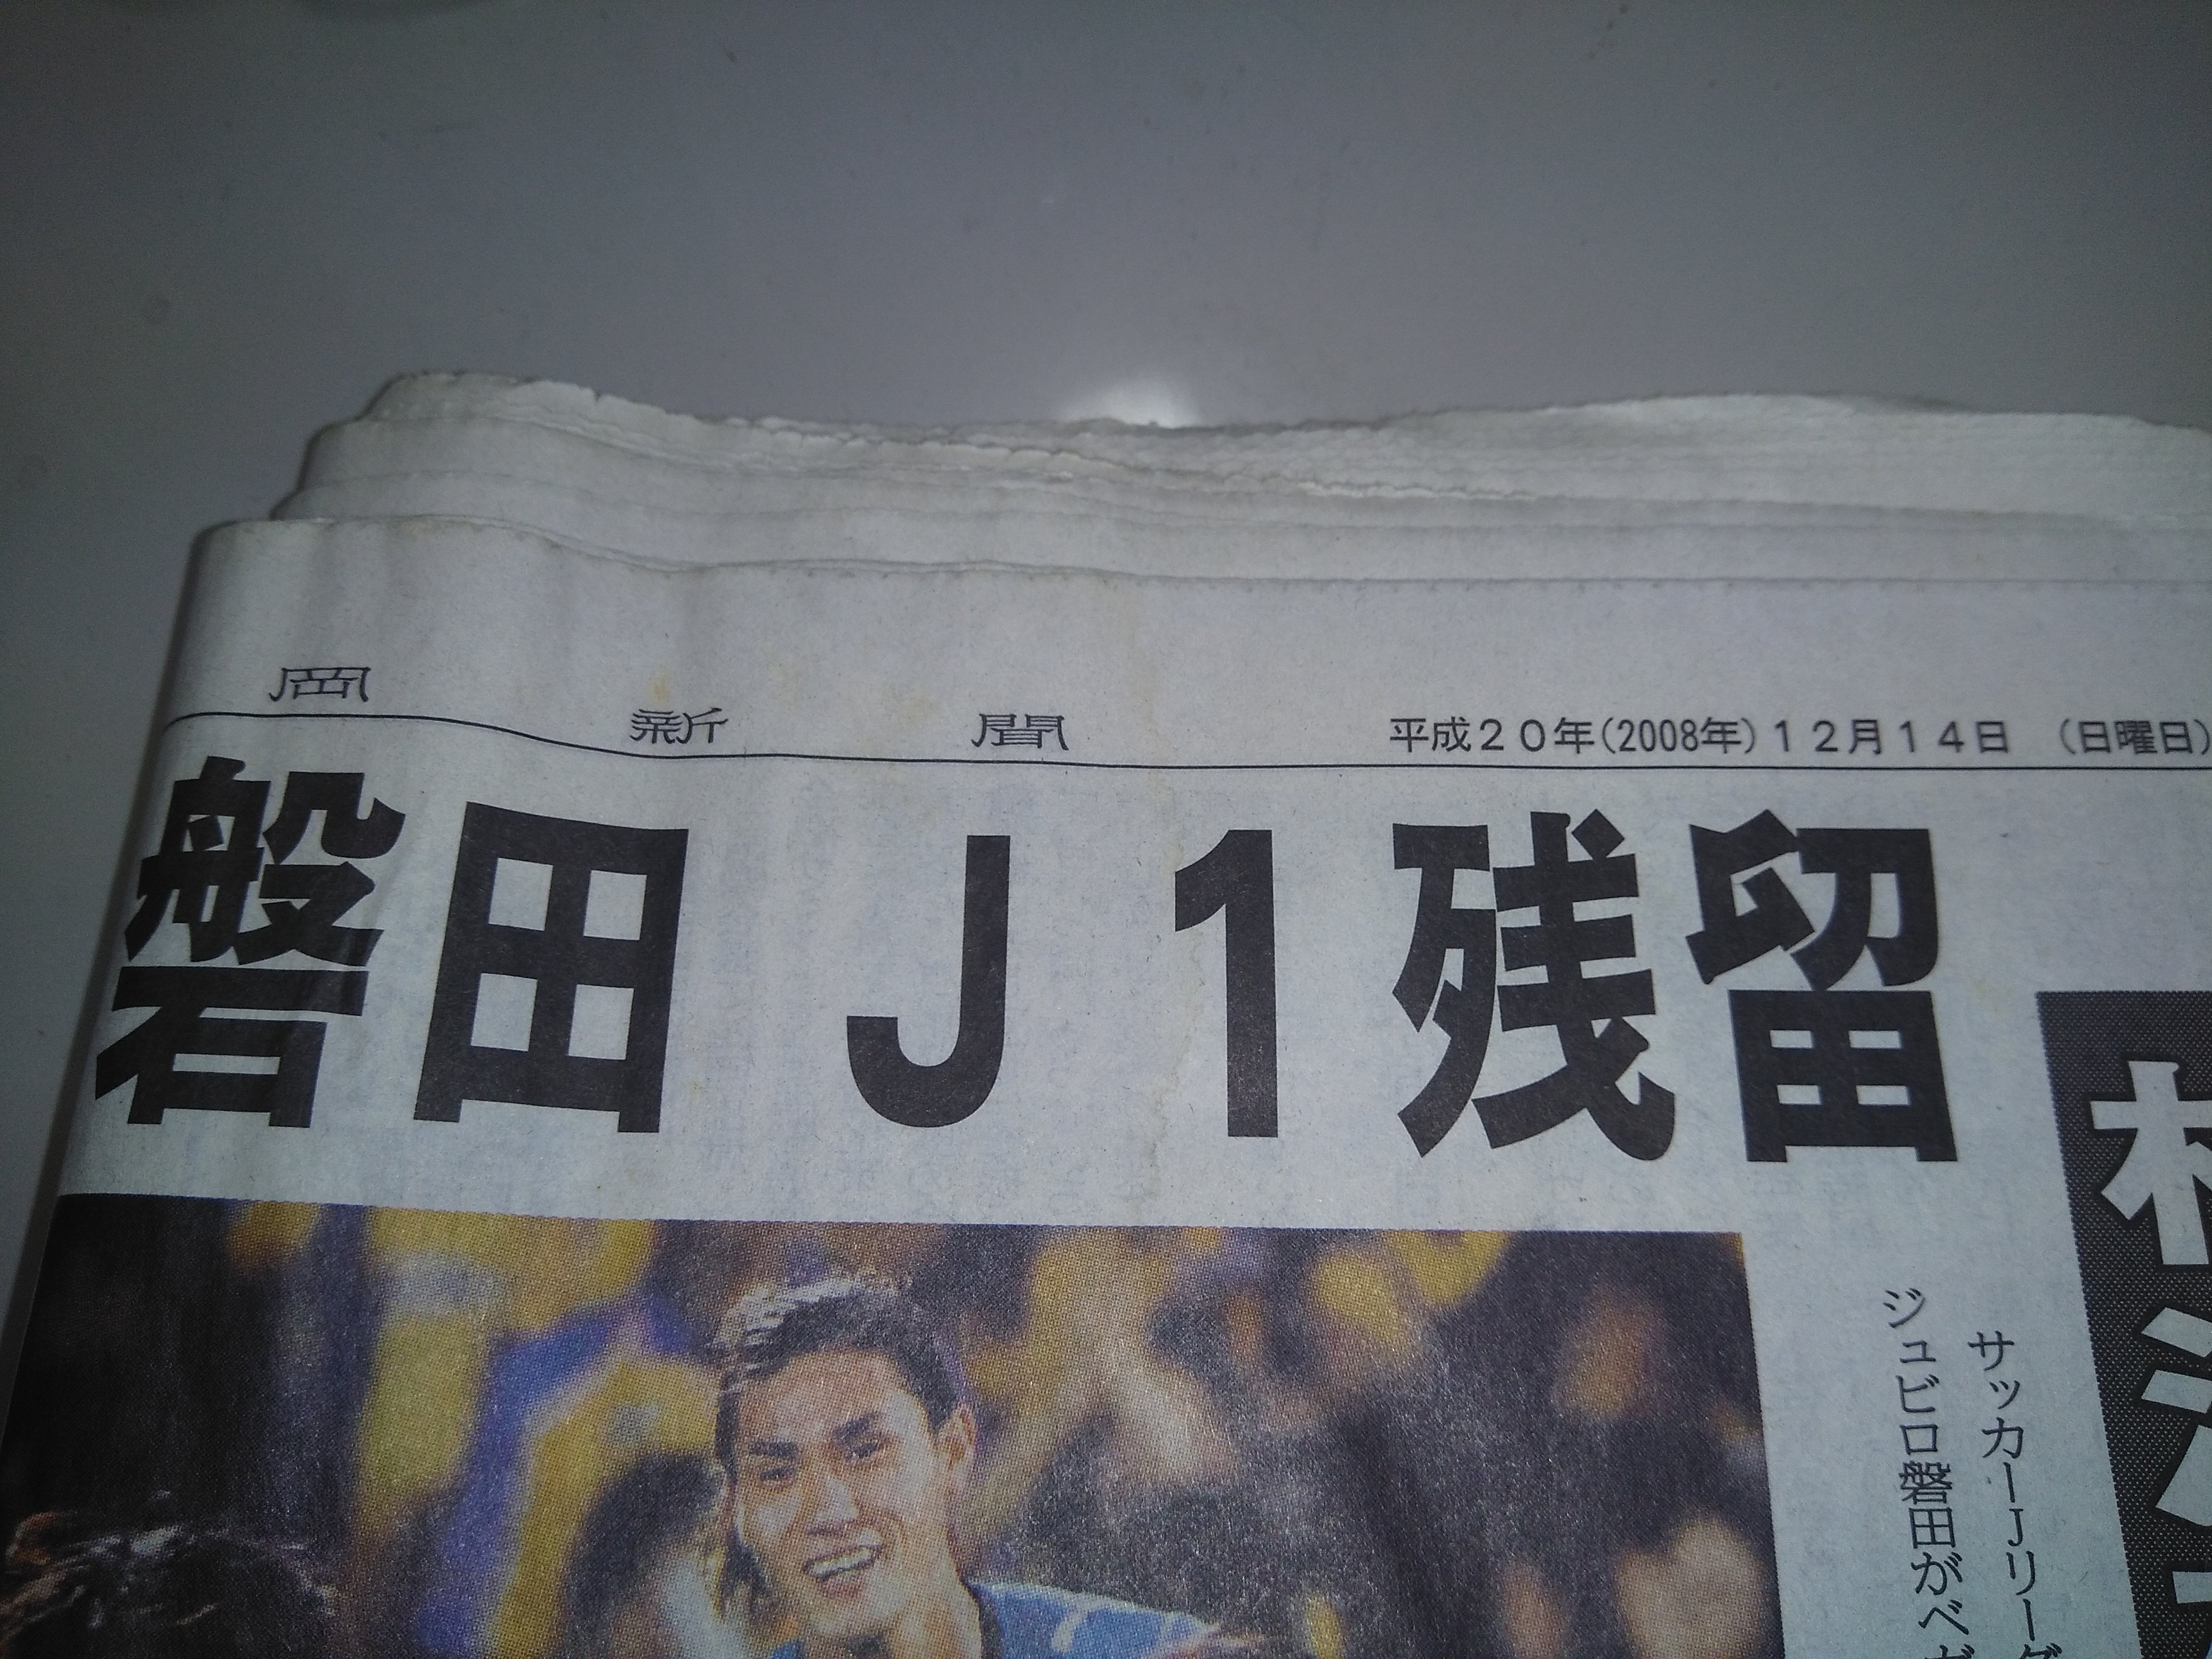 岡 新 聞 平成２０年(2008年)１２月１４日 （日曜日)
磐田Ｊ１残留
サッカーＪリーグ
ジュビロ磐田がベ